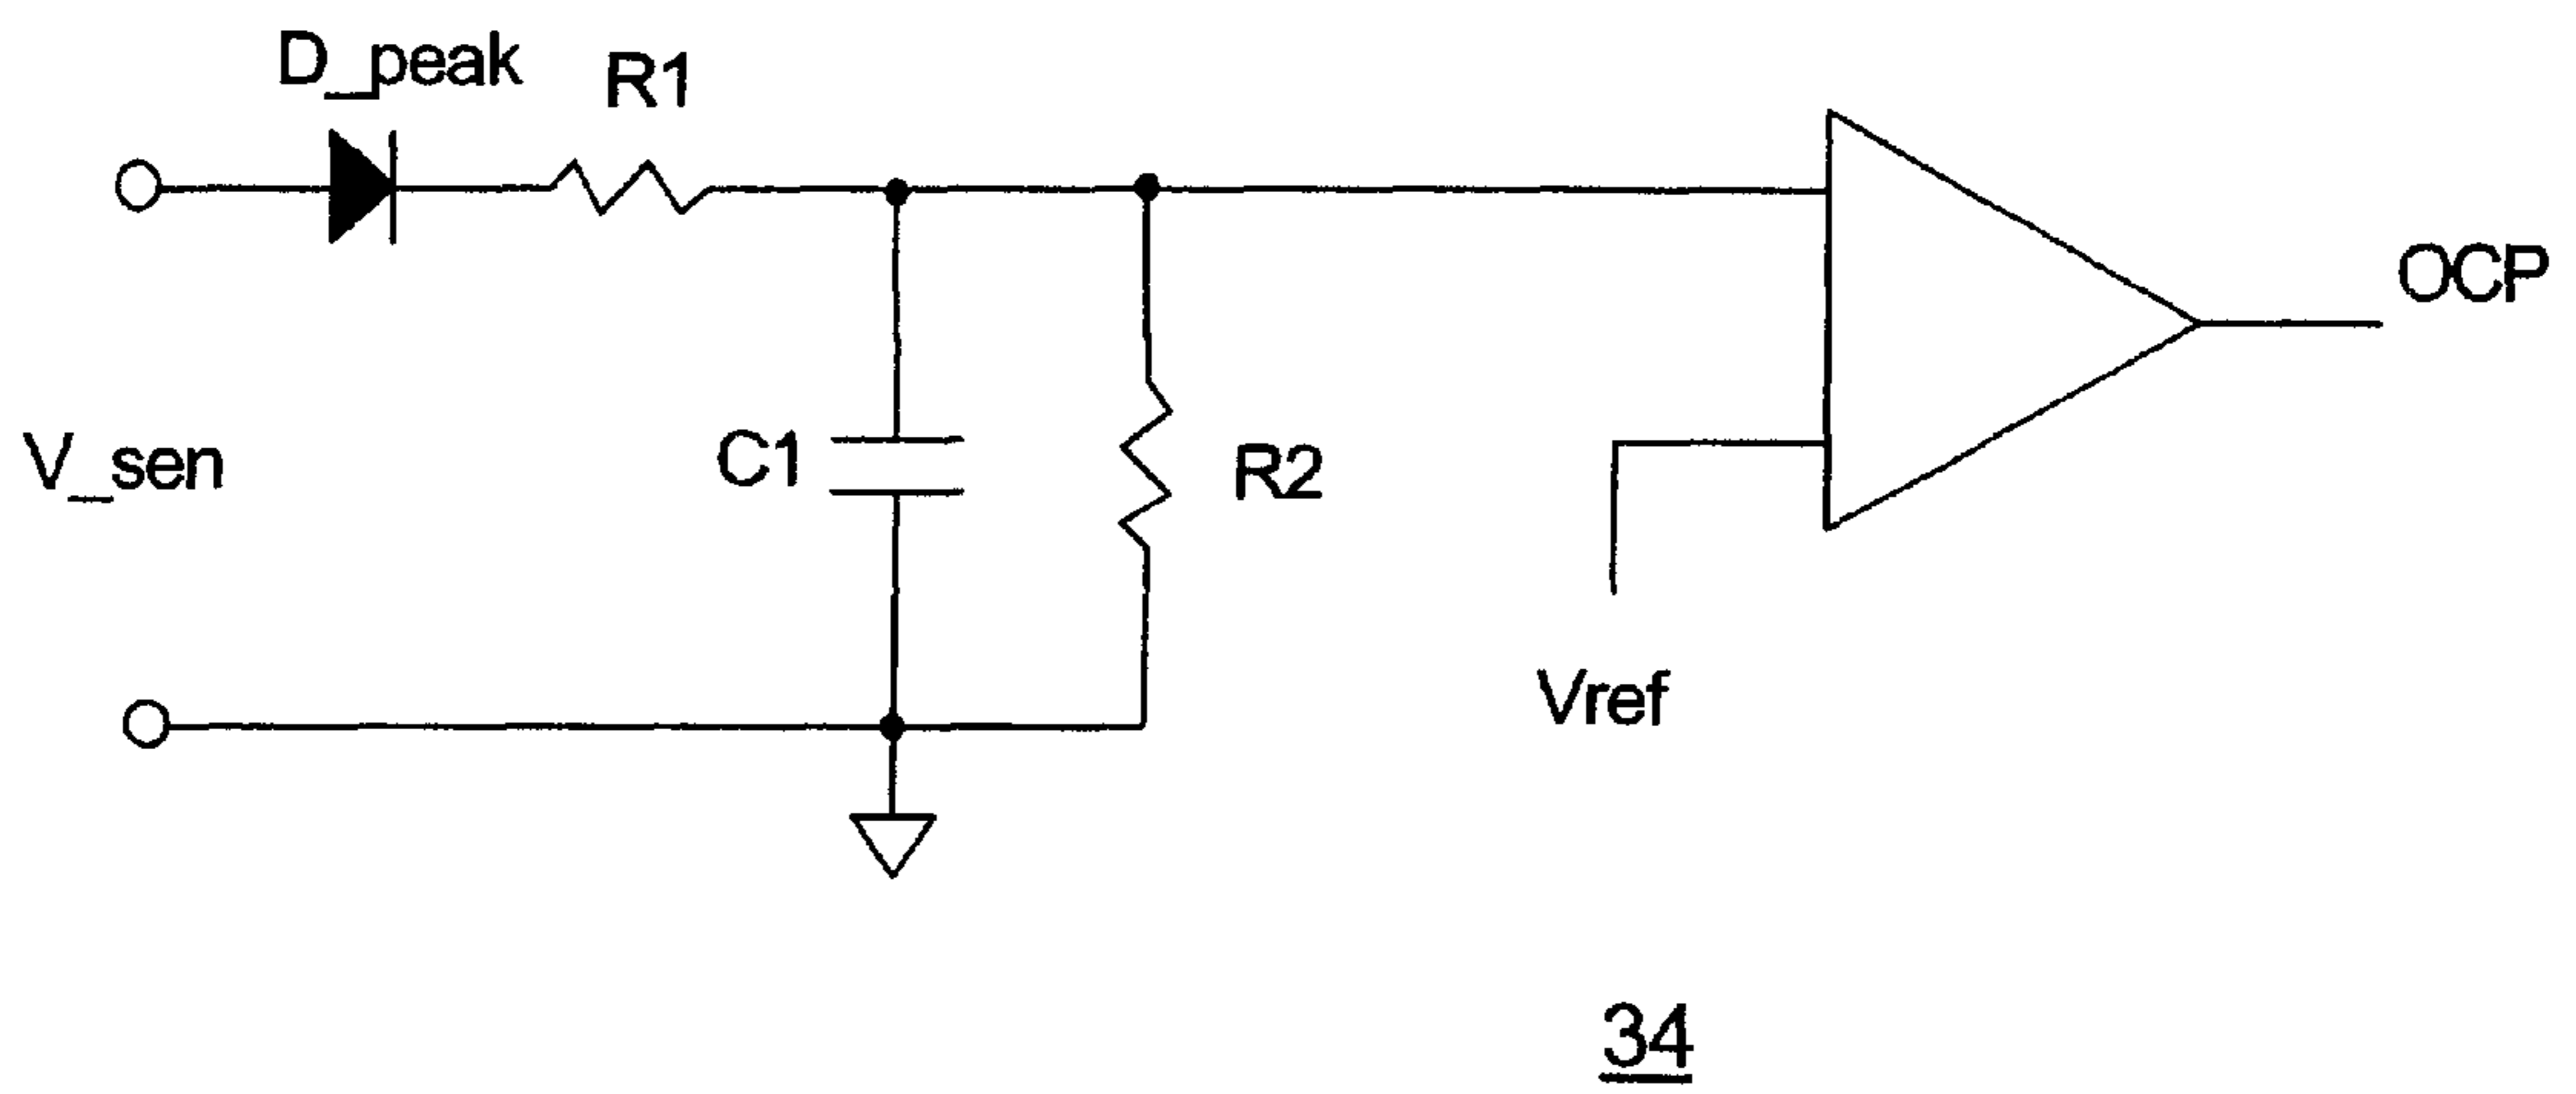 D_peak
R1
OCP
V_sen
C1
R2
Vref
34